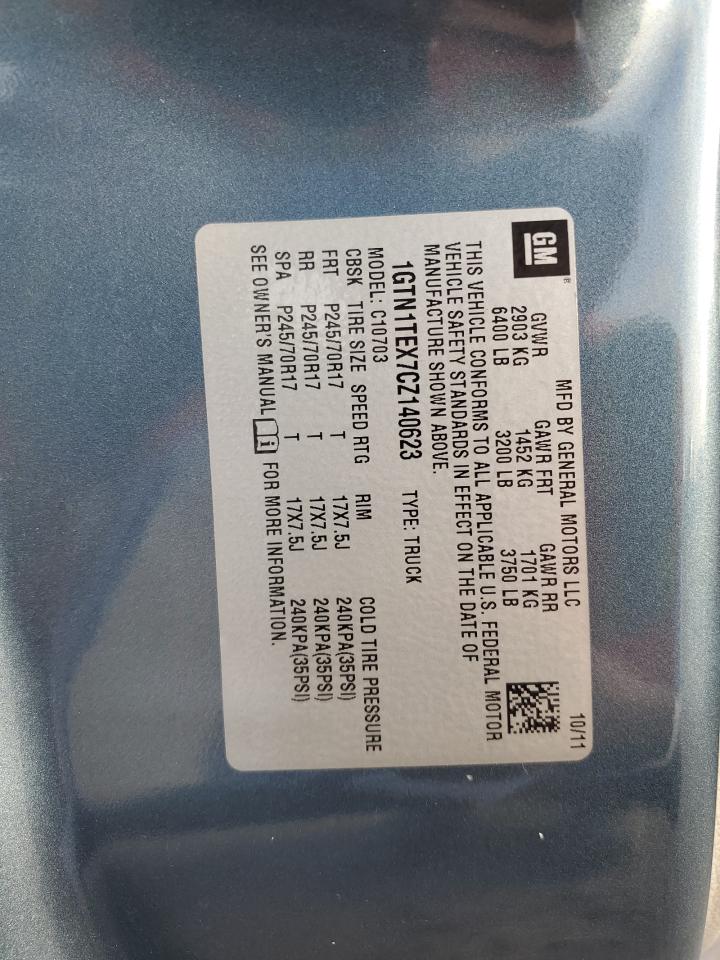 GM ®
MFD BY GENERAL MOTORS LLC 10/11
GVWR GAWR FRT GAWR RR
2903 KG 1452 KG 1701 KG
6400 LB 3200 LB 3750 LB
THIS VEHICLE CONFORMS TO ALL APPLICABLE U.S. FEDERAL MOTOR
VEHICLE SAFETY STANDARDS IN EFFECT ON THE DATE OF
MANUFACTURE SHOWN ABOVE.
1GTN1TEX7CZ140623 TYPE: TRUCK
MODEL: C10703
CBSK TIRE SIZE SPEED RTG RIM COLD TIRE PRESSURE
FRT P245/70R17 T 17X7.5J 240KPA(35PSI)
RR P245/70R17 T 17X7.5J 240KPA(35PSI)
SPA P245/70R17 T 17X7.5J 240KPA(35PSI)
SEE OWNER'S MANUAL i FOR MORE INFORMATION.